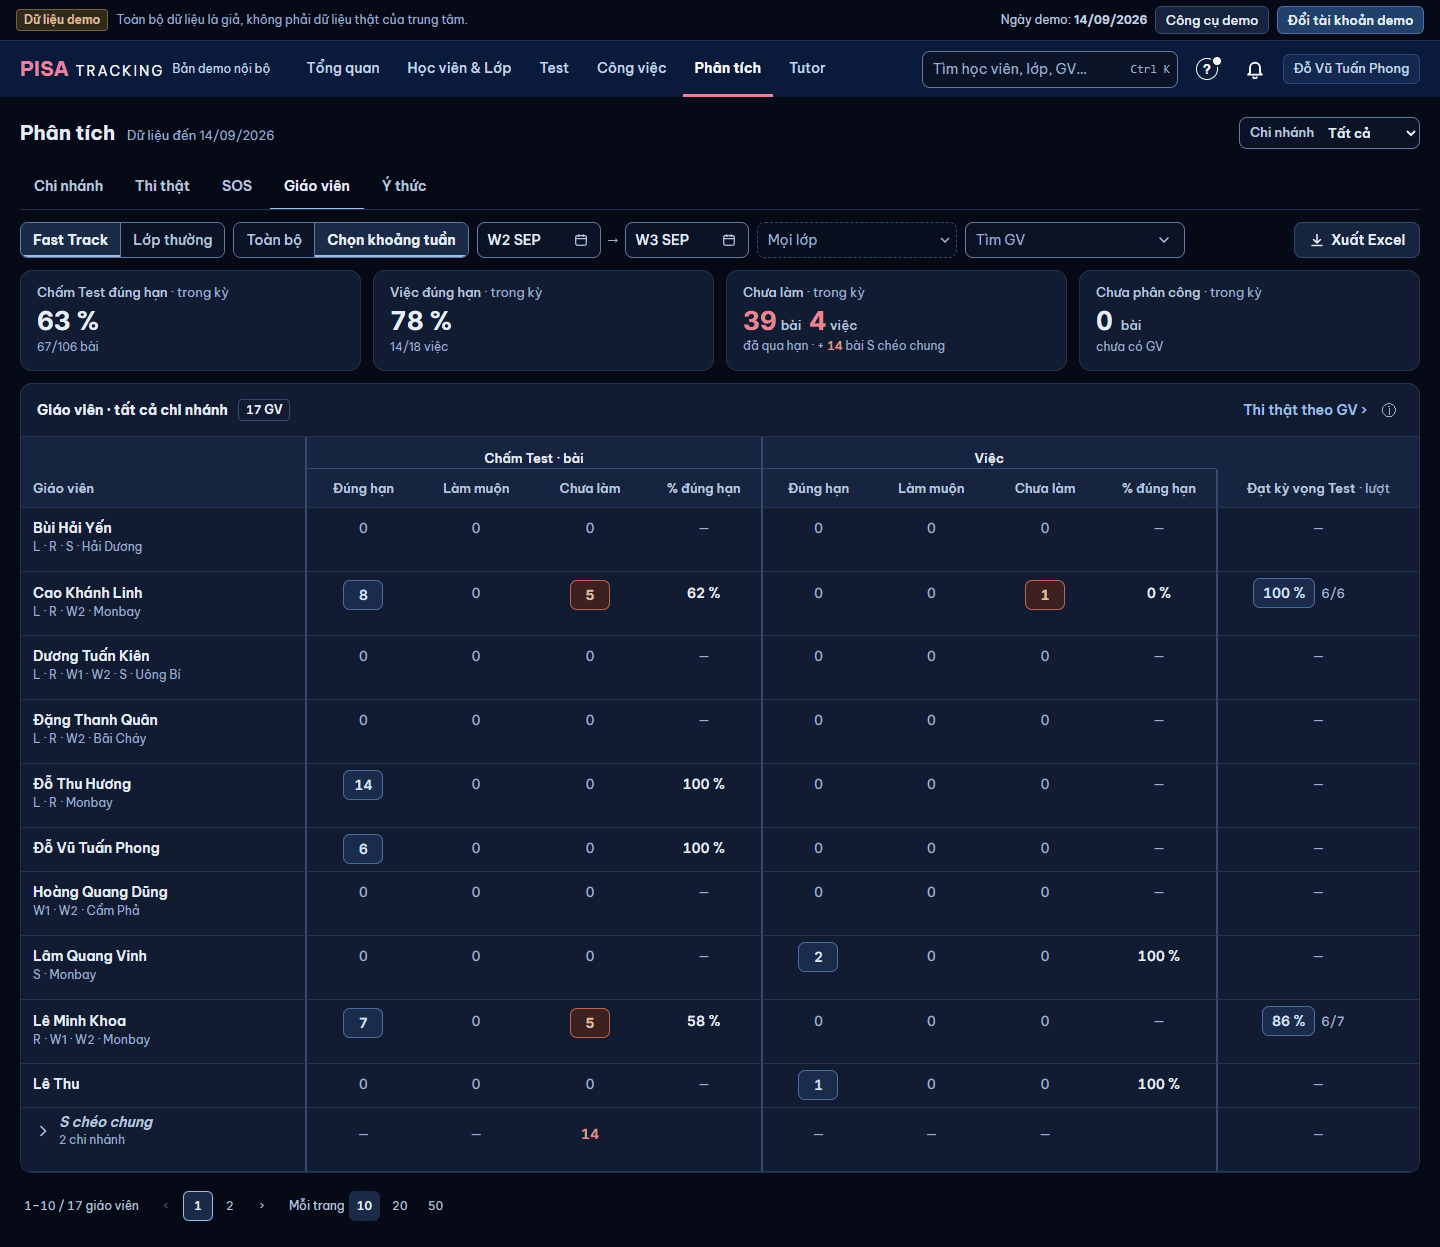 Dữ liệu demo Toàn bộ dữ liệu là giả, không phải dữ liệu thật của trung tâm. Ngày demo: 14/09/2026 Công cụ demo Đổi tài khoản demo
PISA TRACKING Bản demo nội bộ Tổng quan Học viên & Lớp Test Công việc Phân tích Tutor Tìm học viên, lớp, GV... Ctrl K ? Đỗ Vũ Tuấn Phong
Phân tích Dữ liệu đến 14/09/2026 Chi nhánh Tất cả
Chi nhánh Thi thật SOS Giáo viên Ý thức
Fast Track Lớp thường Toàn bộ Chọn khoảng tuần W2 SEP → W3 SEP Mọi lớp Tìm GV Xuất Excel
Chấm Test đúng hạn · trong kỳ Việc đúng hạn · trong kỳ Chưa làm · trong kỳ Chưa phân công · trong kỳ
63 % 78 % 39 bài 4 việc 0 bài
67/106 bài 14/18 việc đã qua hạn · + 14 bài S chéo chung chưa có GV
Giáo viên · tất cả chi nhánh 17 GV Thi thật theo GV ›
Chấm Test · bài Việc
Giáo viên Đúng hạn Làm muộn Chưa làm % đúng hạn Đúng hạn Làm muộn Chưa làm % đúng hạn Đạt kỳ vọng Test · lượt
Bùi Hải Yến 0 0 0 — 0 0 0 — —
L · R · S · Hải Dương
Cao Khánh Linh 8 0 5 62 % 0 0 1 0 % 100 % 6/6
L · R · W2 · Monbay
Dương Tuấn Kiên 0 0 0 — 0 0 0 — —
L · R · W1 · W2 · S · Uông Bí
Đặng Thanh Quân 0 0 0 — 0 0 0 — —
L · R · W2 · Bãi Cháy
Đỗ Thu Hương 14 0 0 100 % 0 0 0 — —
L · R · Monbay
Đỗ Vũ Tuấn Phong 6 0 0 100 % 0 0 0 — —
Hoàng Quang Dũng 0 0 0 — 0 0 0 — —
W1 · W2 · Cẩm Phả
Lâm Quang Vinh 0 0 0 — 2 0 0 100 % —
S · Monbay
Lê Minh Khoa 7 0 5 58 % 0 0 0 — 86 % 6/7
R · W1 · W2 · Monbay
Lê Thu 0 0 0 — 1 0 0 100 % —
S chéo chung — — 14 — — — —
2 chi nhánh
1–10 / 17 giáo viên ‹ 1 2 › Mỗi trang 10 20 50